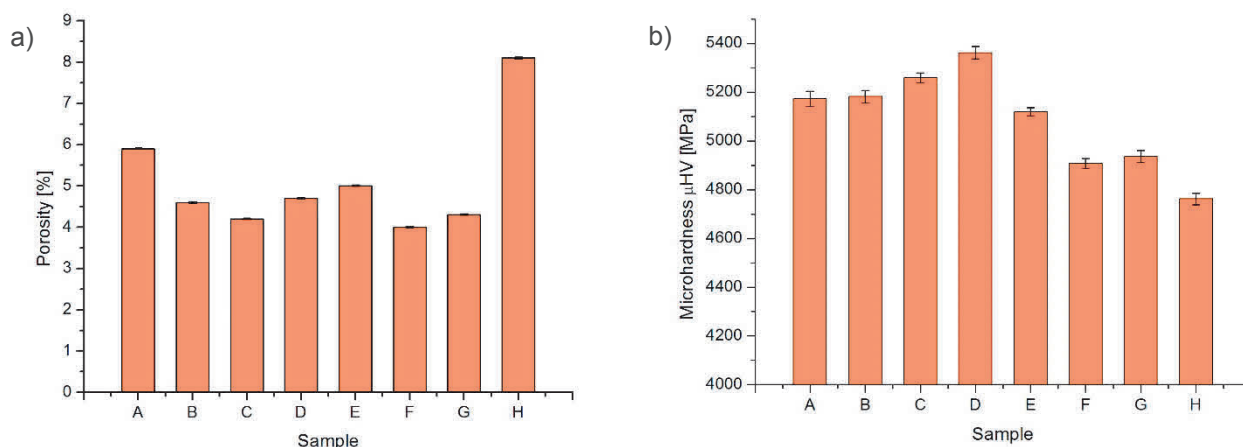 a)
Porosity [%]
9
8
7
6
5
4
3
2
1
0
A B C D E F G H
Sample
b)
Microhardness μHV [MPa]
5400
5200
5000
4800
4600
4400
4200
4000
A B C D E F G H
Sample